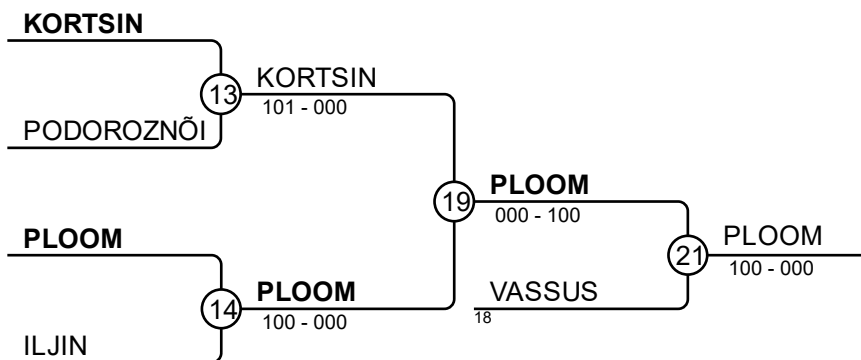 KORTSIN
13
KORTSIN
101 - 000
PODOROZNÕI
19
PLOOM
000 - 100
PLOOM
21
PLOOM
100 - 000
14
PLOOM
100 - 000
VASSUS
18
ILJIN